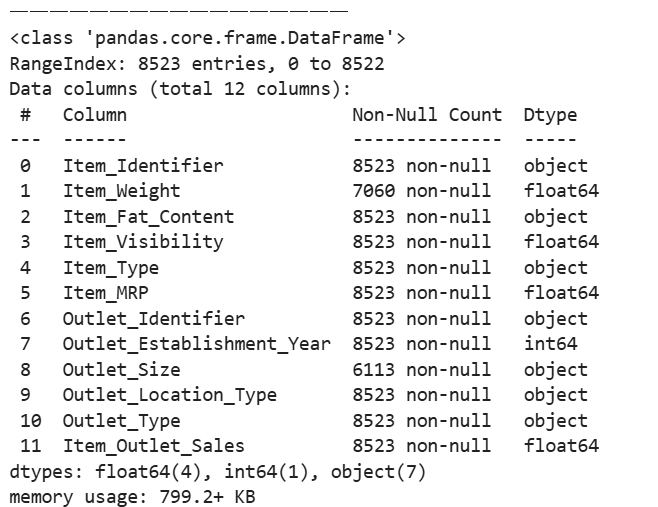 <class 'pandas.core.frame.DataFrame'>
RangeIndex: 8523 entries, 0 to 8522
Data columns (total 12 columns):
 #   Column                     Non-Null Count  Dtype
---  ------                     --------------  -----
 0   Item_Identifier            8523 non-null   object
 1   Item_Weight                7060 non-null   float64
 2   Item_Fat_Content           8523 non-null   object
 3   Item_Visibility            8523 non-null   float64
 4   Item_Type                  8523 non-null   object
 5   Item_MRP                   8523 non-null   float64
 6   Outlet_Identifier          8523 non-null   object
 7   Outlet_Establishment_Year  8523 non-null   int64
 8   Outlet_Size                6113 non-null   object
 9   Outlet_Location_Type       8523 non-null   object
 10  Outlet_Type                8523 non-null   object
 11  Item_Outlet_Sales          8523 non-null   float64
dtypes: float64(4), int64(1), object(7)
memory usage: 799.2+ KB